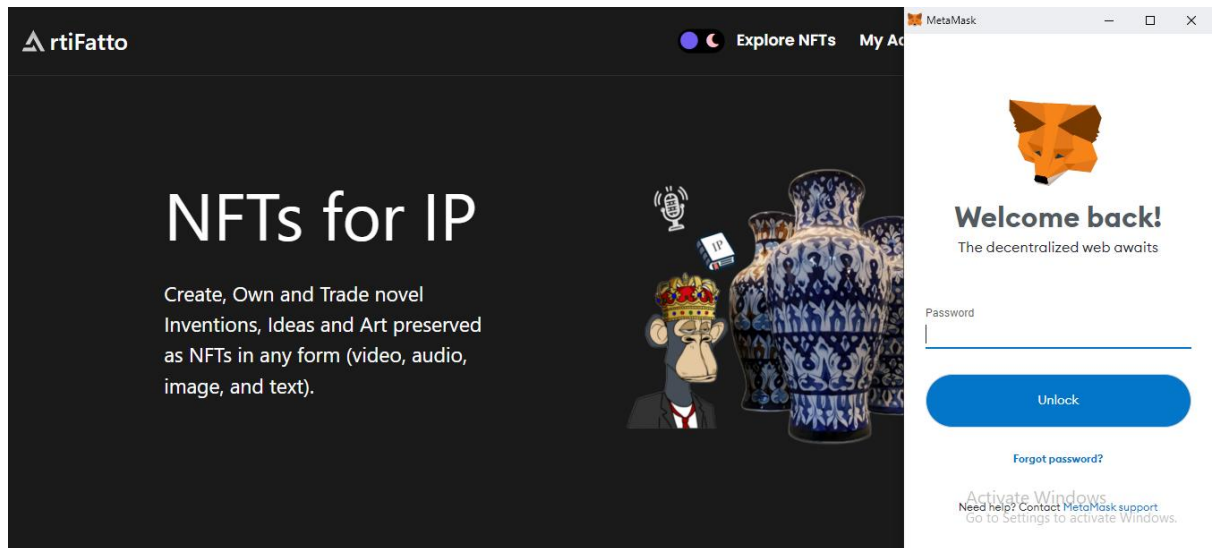 rtiFatto
Explore NFTs
My Ac
NFTs for IP
Create, Own and Trade novel
Inventions, Ideas and Art preserved
as NFTs in any form (video, audio,
image, and text).
IP
MetaMask
Welcome back!
The decentralized web awaits
Password
Unlock
Forgot password?
Activate Windows
Need help? Contact MetaMask support
Go to Settings to activate Windows.